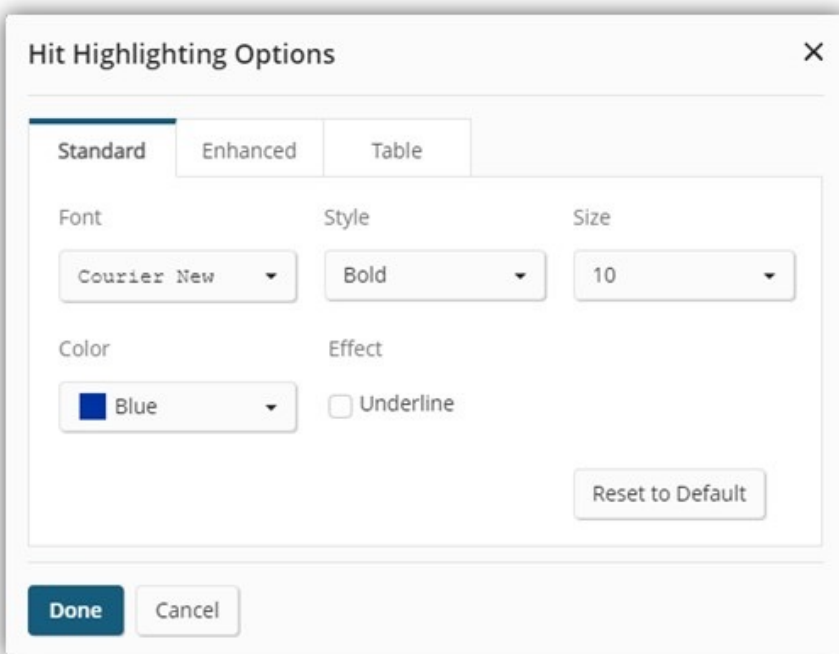 Hit Highlighting Options
Standard Enhanced Table
Font Style Size
Courier New Bold 10
Color Effect
Blue Underline
Reset to Default
Done Cancel